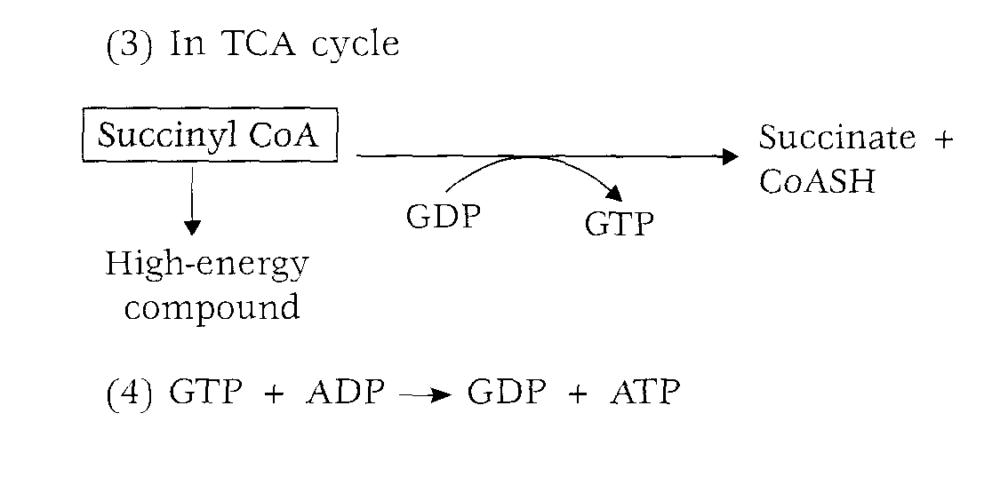 (3) In TCA cycle
Succinyl CoA
Succinate +
CoASH
GDP
GTP
High-energy
compound
(4) GTP + ADP → GDP + ATP